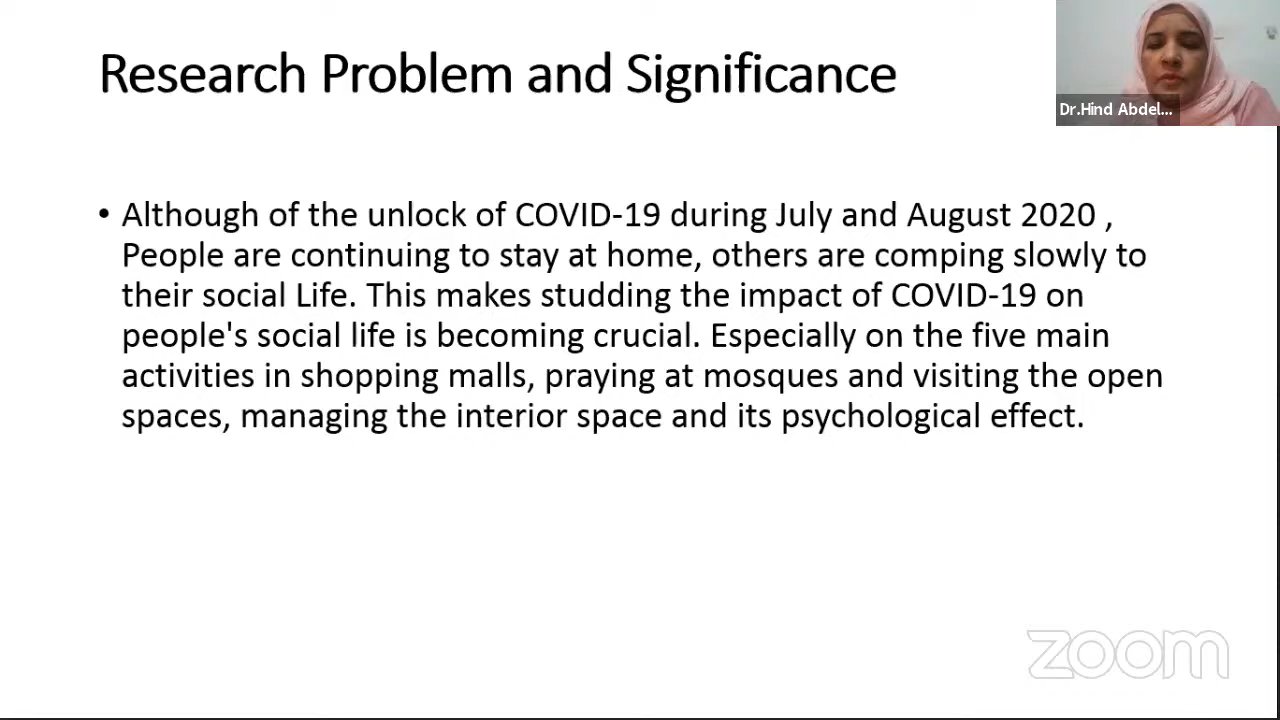 Research Problem and Significance
Dr.Hind Abdel...
• Although of the unlock of COVID-19 during July and August 2020 ,
People are continuing to stay at home, others are comping slowly to
their social Life. This makes studding the impact of COVID-19 on
people's social life is becoming crucial. Especially on the five main
activities in shopping malls, praying at mosques and visiting the open
spaces, managing the interior space and its psychological effect.
zoom